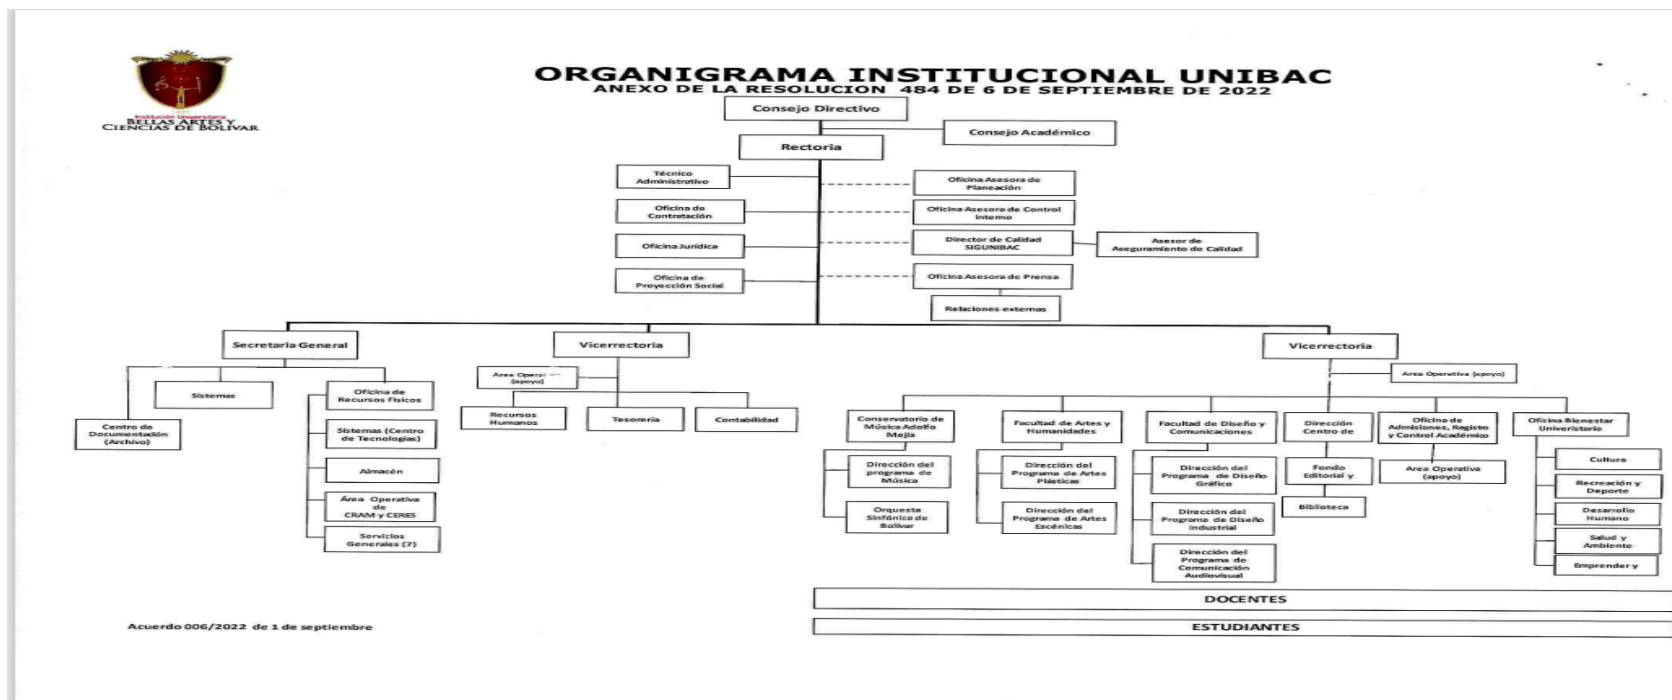 ORGANIGRAMA INSTITUCIONAL UNIBAC
ANEXO DE LA RESOLUCION 484 DE 6 DE SEPTIEMBRE DE 2022
Institución Universitaria
BELLAS ARTES Y
CIENCIAS DE BOLIVAR
Consejo Directivo
Consejo Académico
Rectoria
Técnico
Administrativo
Oficina Asesora de
Planeación
Oficina de
Contratación
Oficina Asesora de Control
Interno
Oficina Jurídica
Director de Calidad
SIGUNIBAC
Asesor de
Aseguramiento de Calidad
Oficina de
Proyección Social
Oficina Asesora de Prensa
Relaciones externas
Secretaria General
Vicerrectoria
Vicerrectoria
Centro de
Documentación
(Archivo)
Sistemas
Oficina de
Recursos Físicos
Sistemas (Centro
de Tecnologías)
Almacén
Área Operativa
de
CRAM y CERES
Servicios
Generales (7)
Area
(apoyo)
Recursos
Humanos
Tesorería
Contabilidad
Area Operativa (apoyo)
Conservatorio de
Música Adolfo
Mejía
Dirección del
programa de
Música
Orquesta
Sinfónica de
Bolívar
Facultad de Artes y
Humanidades
Dirección del
Programa de Artes
Plásticas
Dirección del
Programa de Artes
Escénicas
Facultad de Diseño y
Comunicaciones
Dirección del
Programa de Diseño
Gráfico
Dirección del
Programa de Diseño
Industrial
Dirección del
Programa de
Comunicación
Audiovisual
Dirección
Centro de
Fondo
Editorial y
Biblioteca
Oficina de
Admisiones, Registro
y Control Académico
Area Operativa
(apoyo)
Oficina Bienestar
Univeristario
Cultura
Recreación y
Deporte
Desarrollo
Humano
Salud y
Ambiente
Emprender y
DOCENTES
ESTUDIANTES
Acuerdo 006/2022 de 1 de septiembre